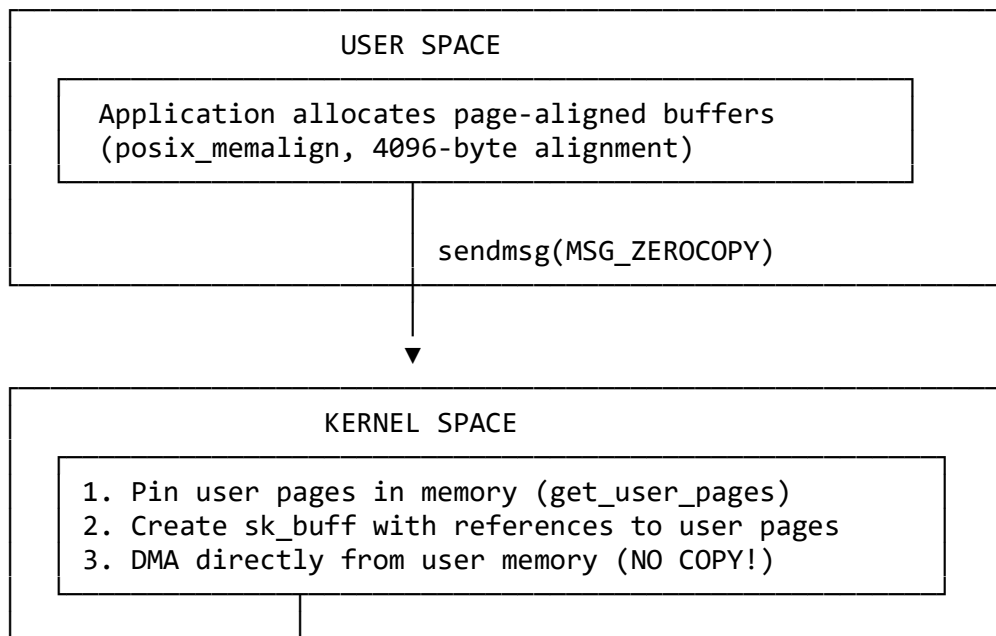 USER SPACE
Application allocates page-aligned buffers
(posix_memalign, 4096-byte alignment)
sendmsg(MSG_ZEROCOPY)
KERNEL SPACE
1. Pin user pages in memory (get_user_pages)
2. Create sk_buff with references to user pages
3. DMA directly from user memory (NO COPY!)